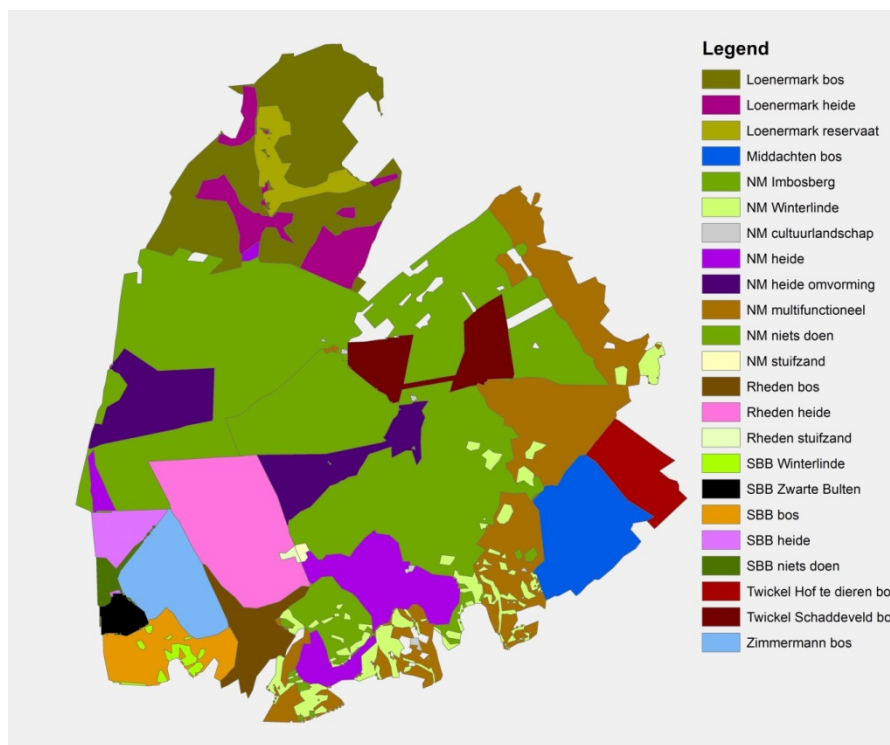 Legend
Loenermark bos
Loenermark heide
Loenermark reservaat
Middachten bos
NM Imbosberg
NM Winterlinde
NM cultuurlandschap
NM heide
NM heide omvorming
NM multifunctioneel
NM niets doen
NM stuifzand
Rheden bos
Rheden heide
Rheden stuifzand
SBB Winterlinde
SBB Zwarte Bulten
SBB bos
SBB heide
SBB niets doen
Twickel Hof te dieren bo
Twickel Schaddeveld bo
Zimmermann bos